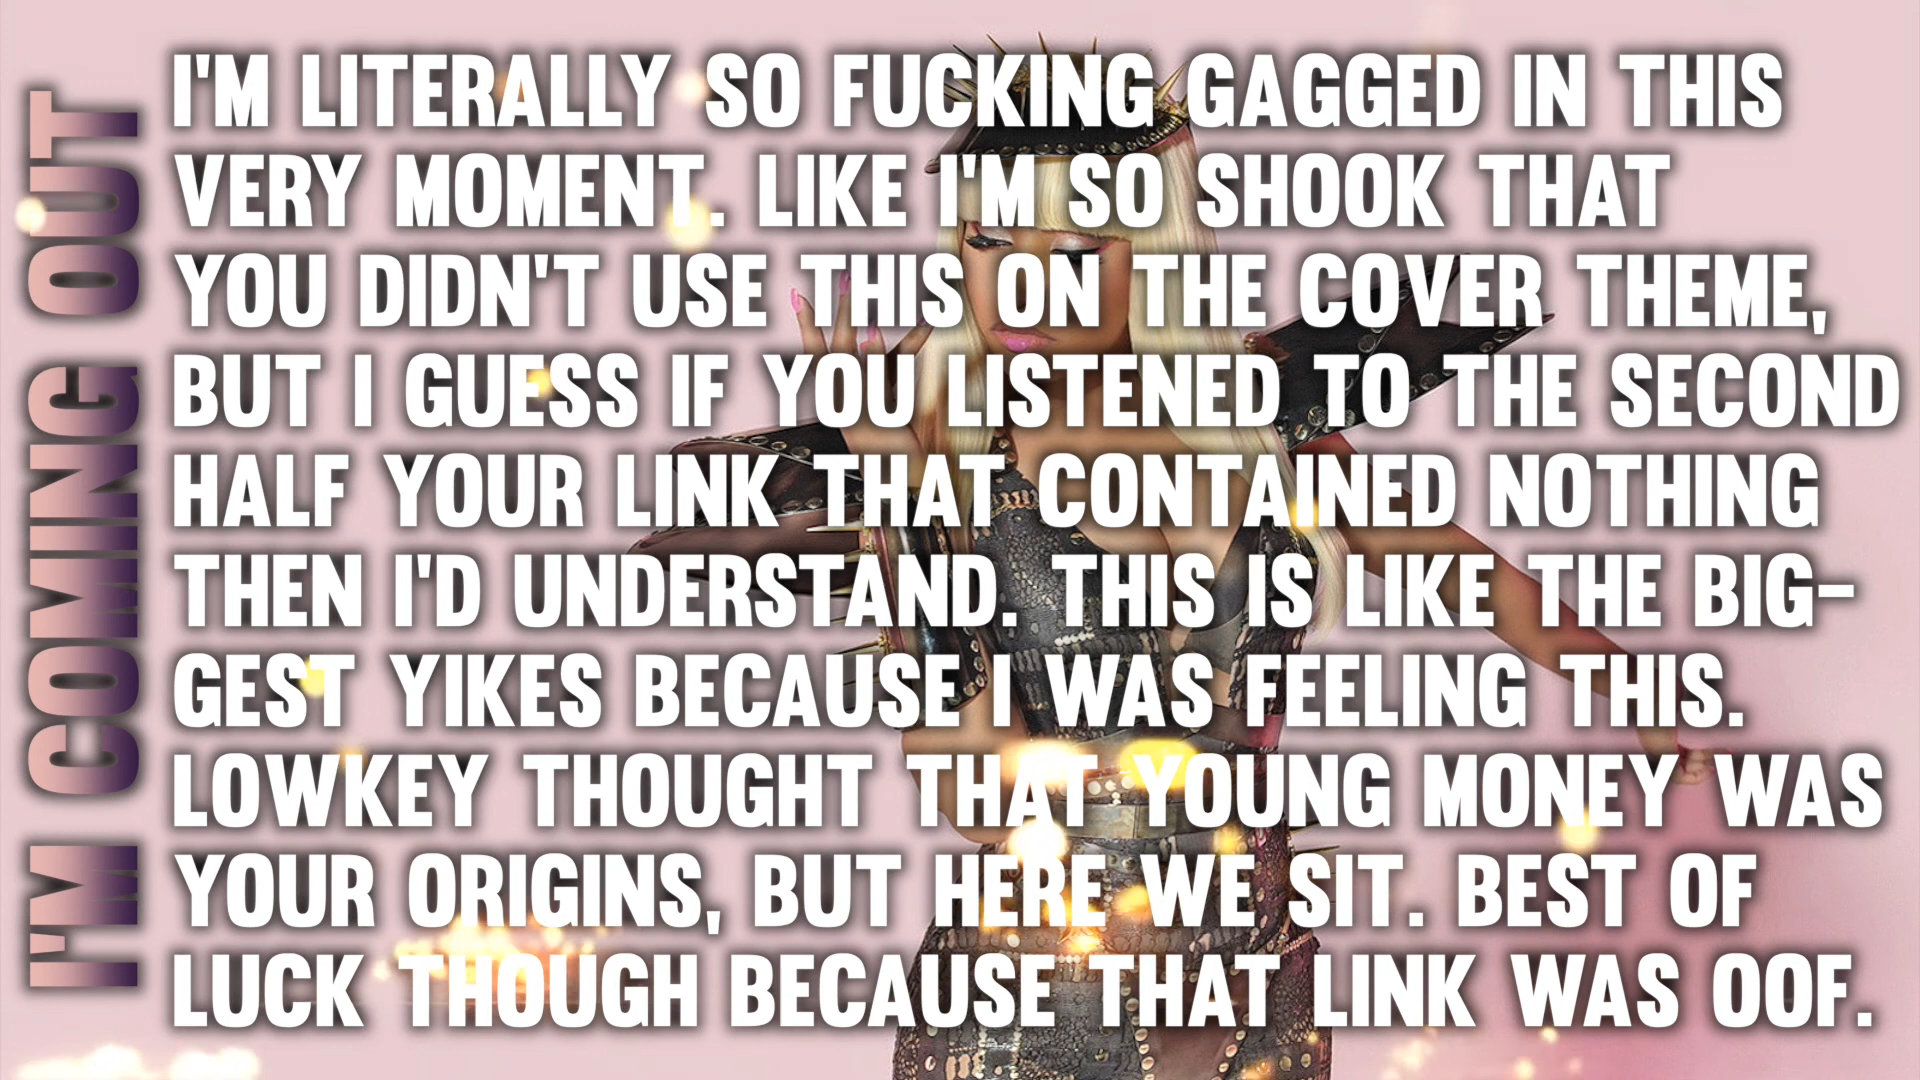 I'M COMING OUT
I'M LITERALLY SO FUCKING GAGGED IN THIS
VERY MOMENT. LIKE I'M SO SHOOK THAT
YOU DIDN'T USE THIS ON THE COVER THEME,
BUT I GUESS IF YOU LISTENED TO THE SECOND
HALF YOUR LINK THAT CONTAINED NOTHING
THEN I'D UNDERSTAND. THIS IS LIKE THE BIG-
GEST YIKES BECAUSE I WAS FEELING THIS.
LOWKEY THOUGHT THAT YOUNG MONEY WAS
YOUR ORIGINS, BUT HERE WE SIT. BEST OF
LUCK THOUGH BECAUSE THAT LINK WAS OOF.